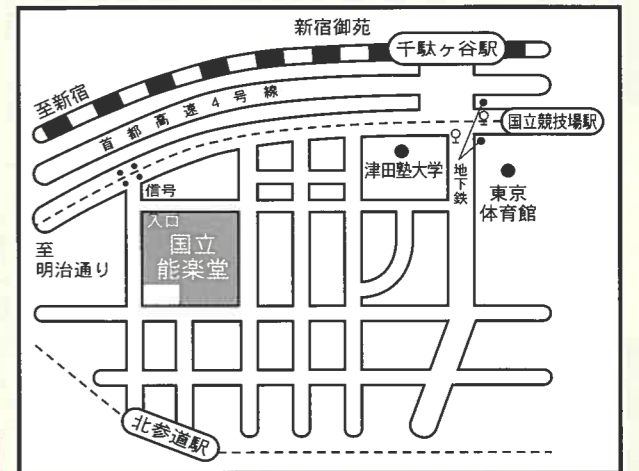 新宿御苑
千駄ヶ谷駅
至新宿
首都高速4号線
国立競技場駅
津田塾大学
地下鉄
東京
体育館
信号
入口
国立
能楽堂
至
明治通り
北参道駅